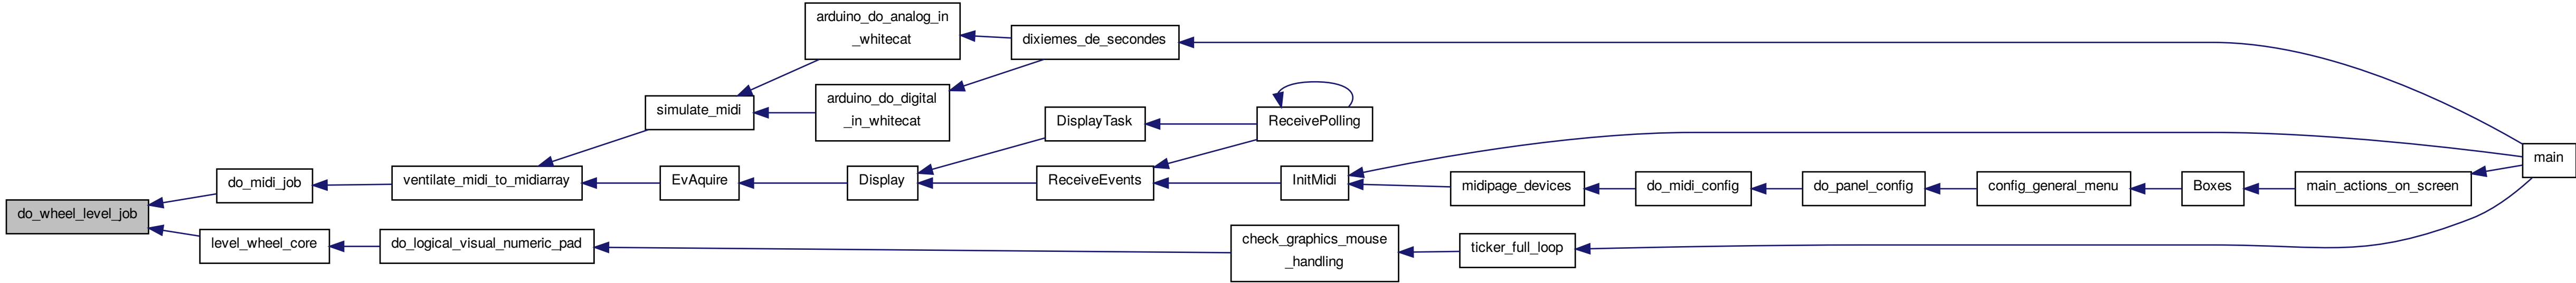 do_wheel_level_job
do_midi_job
level_wheel_core
ventilate_midi_to_midiarray
do_logical_visual_numeric_pad
simulate_midi
EvAquire
arduino_do_analog_in
_whitecat
arduino_do_digital
_in_whitecat
Display
dixiemes_de_secondes
DisplayTask
ReceiveEvents
ReceivePolling
InitMidi
check_graphics_mouse
_handling
midipage_devices
ticker_full_loop
do_midi_config
do_panel_config
config_general_menu
Boxes
main_actions_on_screen
main